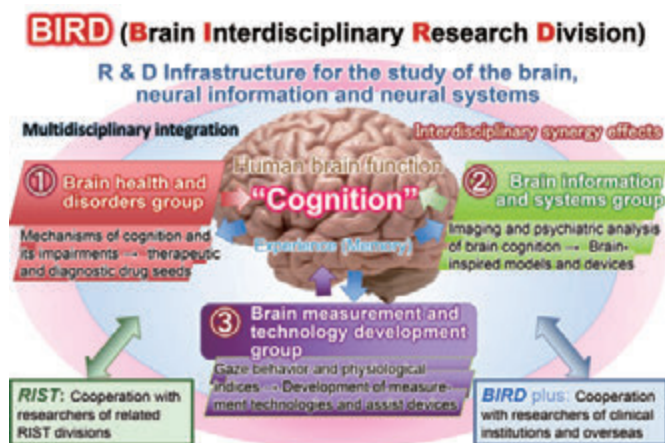 BIRD (Brain Interdisciplinary Research Division)
R & D Infrastructure for the study of the brain,
neural information and neural systems
Multidisciplinary integration
Interdisciplinary synergy effects
Human brain function
"Cognition"
Experience (Memory)
① Brain health and
disorders group
Mechanisms of cognition and
its impairments → therapeutic
and diagnostic drug seeds
② Brain information
and systems group
Imaging and psychiatric analysis
of brain cognition → Brain-
inspired models and devices
③ Brain measurement and
technology development
group
Gaze behavior and physiological
indices → Development of measure-
ment technologies and assist devices
RIST: Cooperation with
researchers of related
RIST divisions
BIRD plus: Cooperation
with researchers of clinical
institutions and overseas